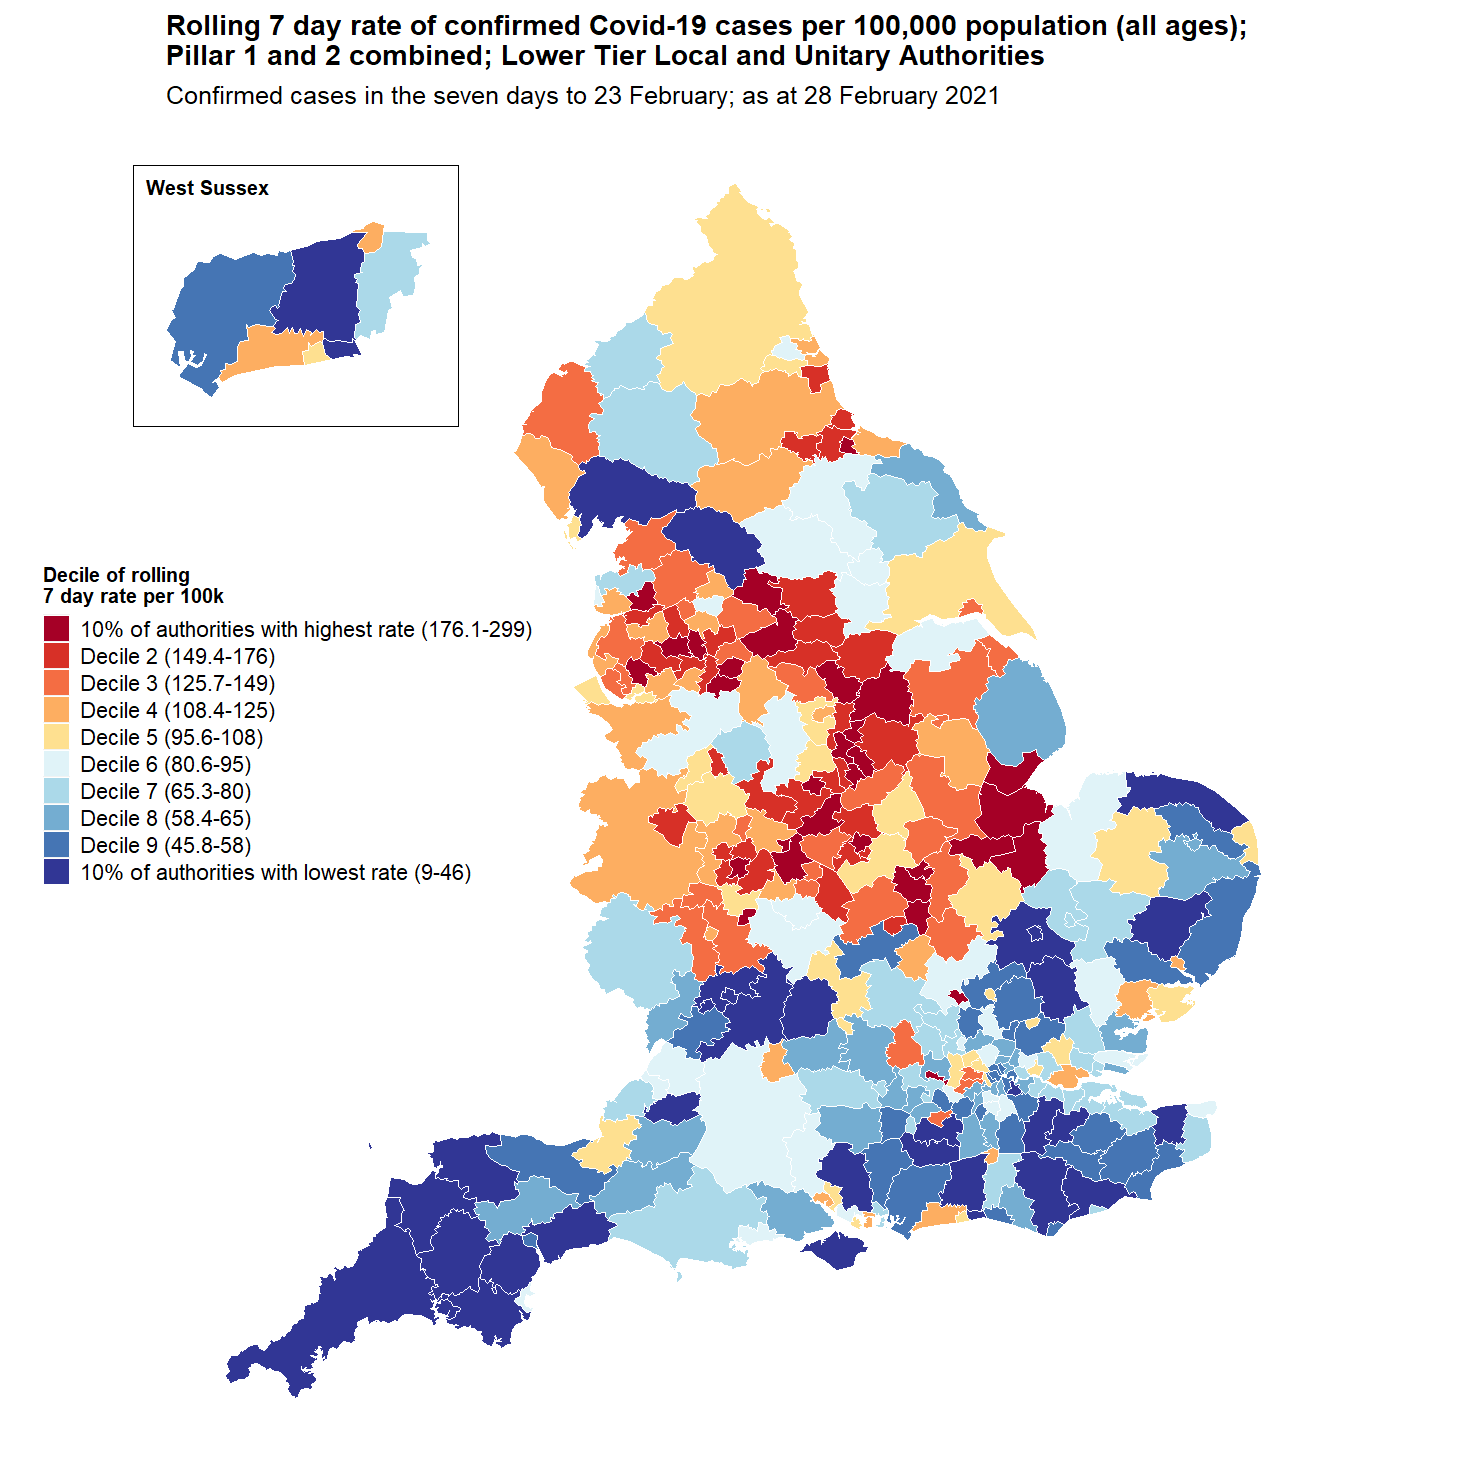 Rolling 7 day rate of confirmed Covid-19 cases per 100,000 population (all ages);
Pillar 1 and 2 combined; Lower Tier Local and Unitary Authorities
Confirmed cases in the seven days to 23 February; as at 28 February 2021
West Sussex
Decile of rolling
7 day rate per 100k
10% of authorities with highest rate (176.1-299)
Decile 2 (149.4-176)
Decile 3 (125.7-149)
Decile 4 (108.4-125)
Decile 5 (95.6-108)
Decile 6 (80.6-95)
Decile 7 (65.3-80)
Decile 8 (58.4-65)
Decile 9 (45.8-58)
10% of authorities with lowest rate (9-46)